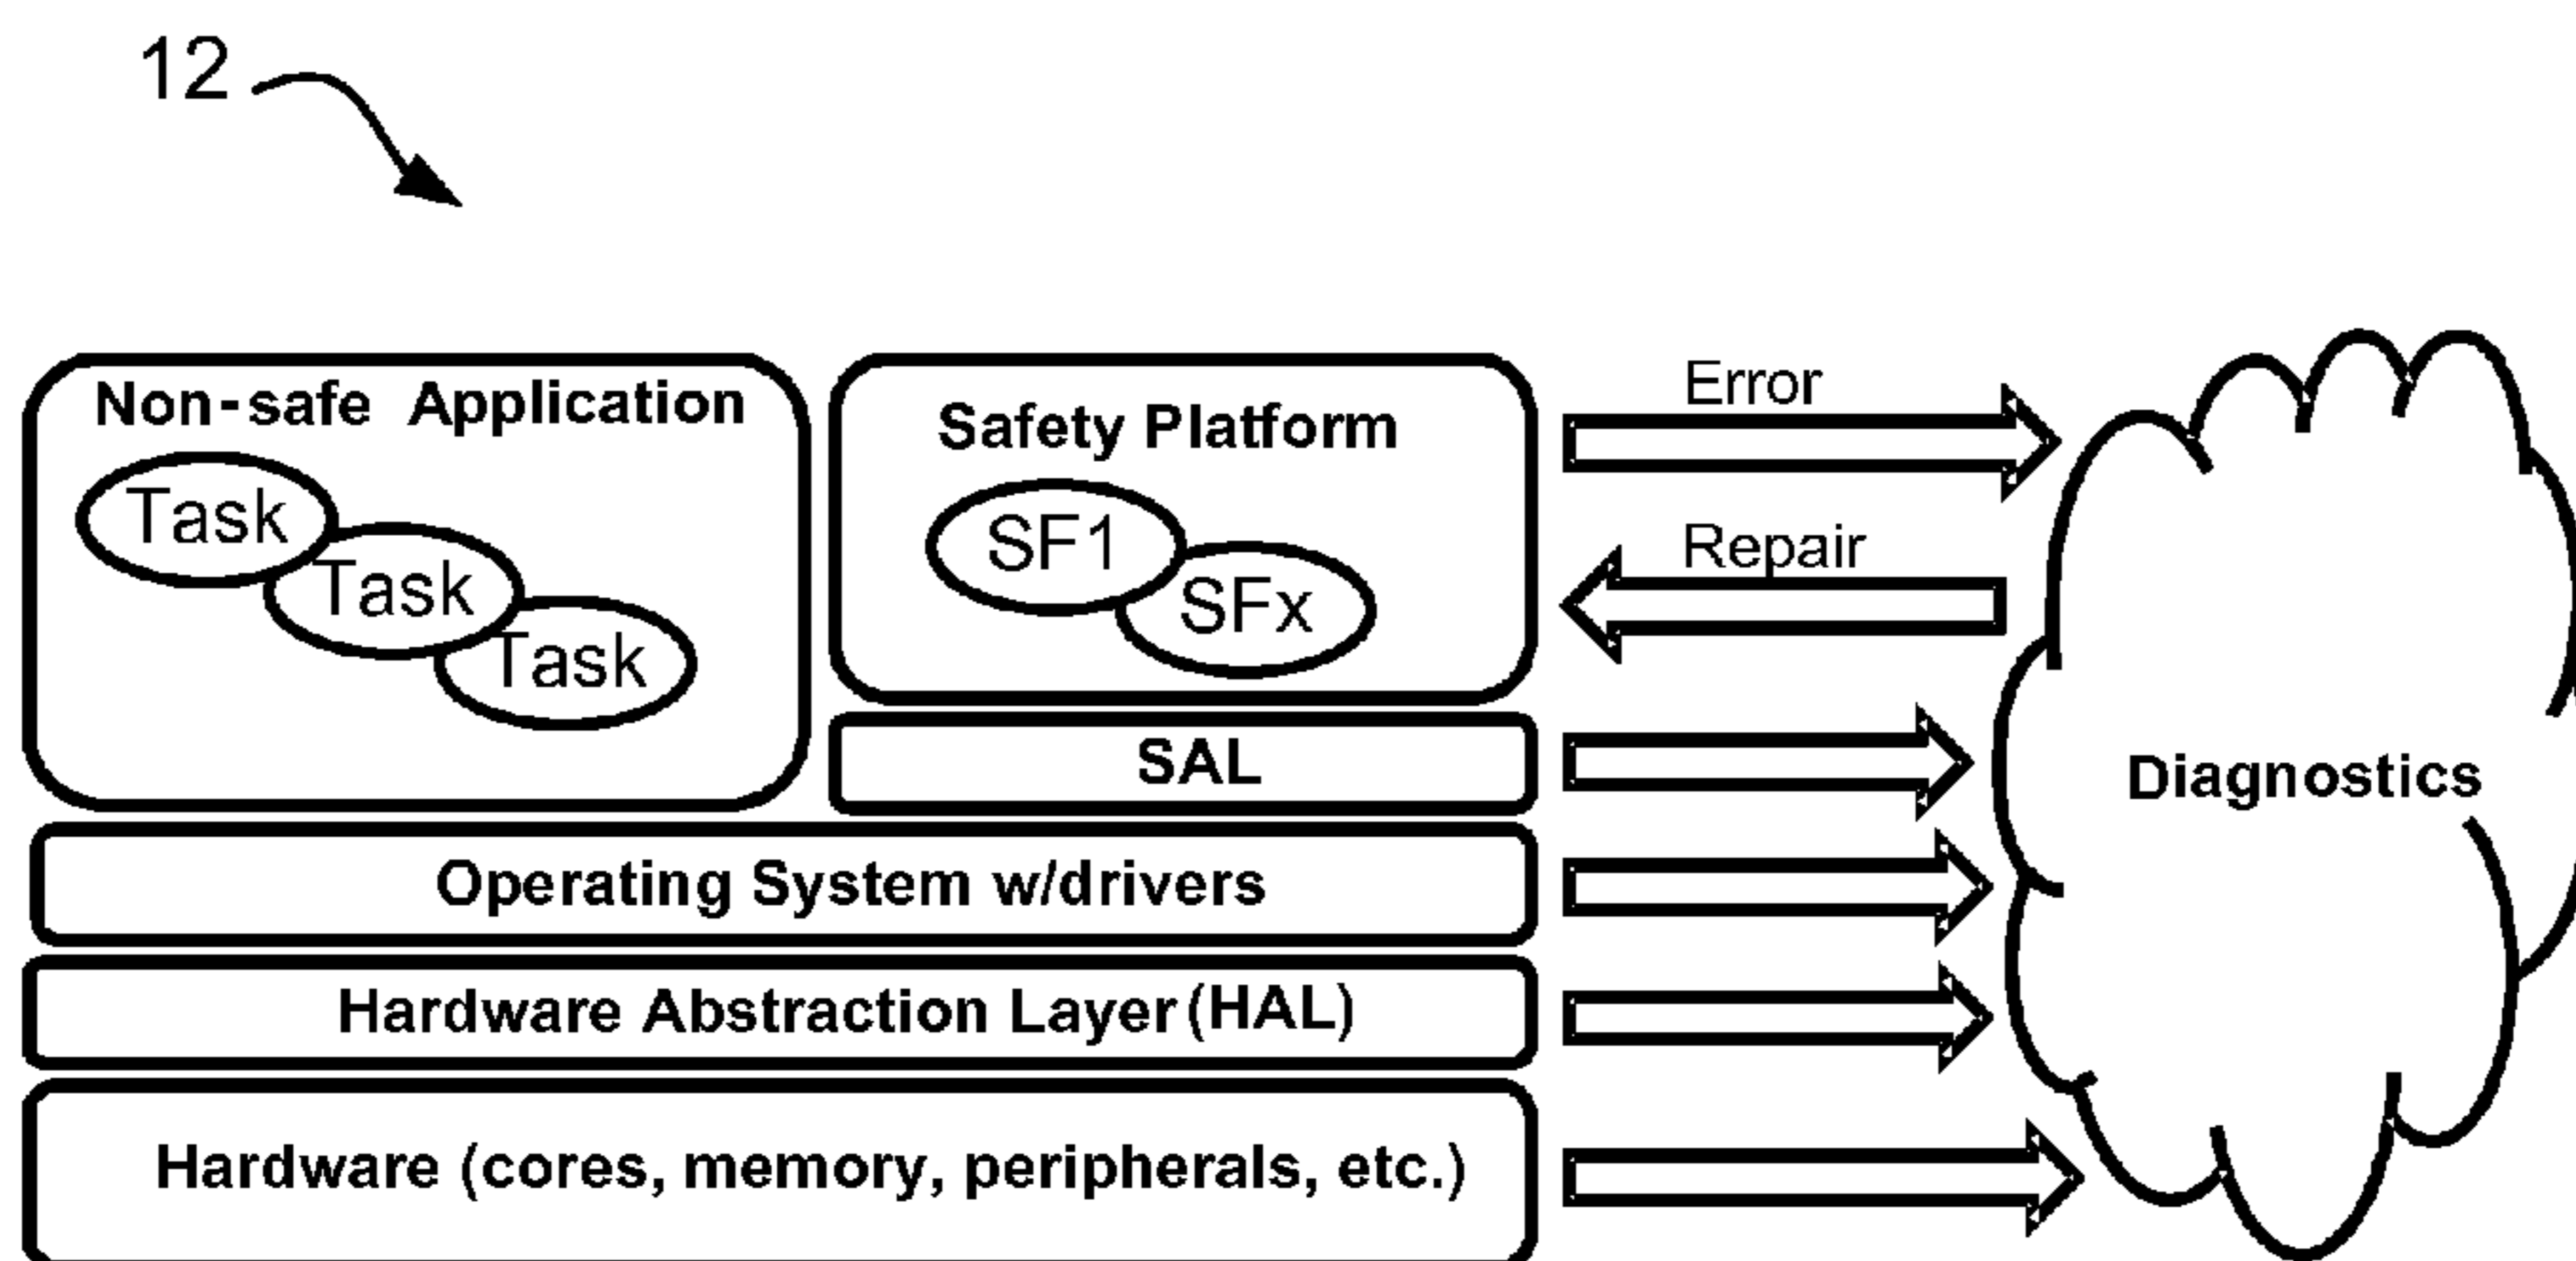 12
Non-safe Application
Task
Task
Task
Safety Platform
SF1
SFx
SAL
Operating System w/drivers
Hardware Abstraction Layer (HAL)
Hardware (cores, memory, peripherals, etc.)
Error
Repair
Diagnostics